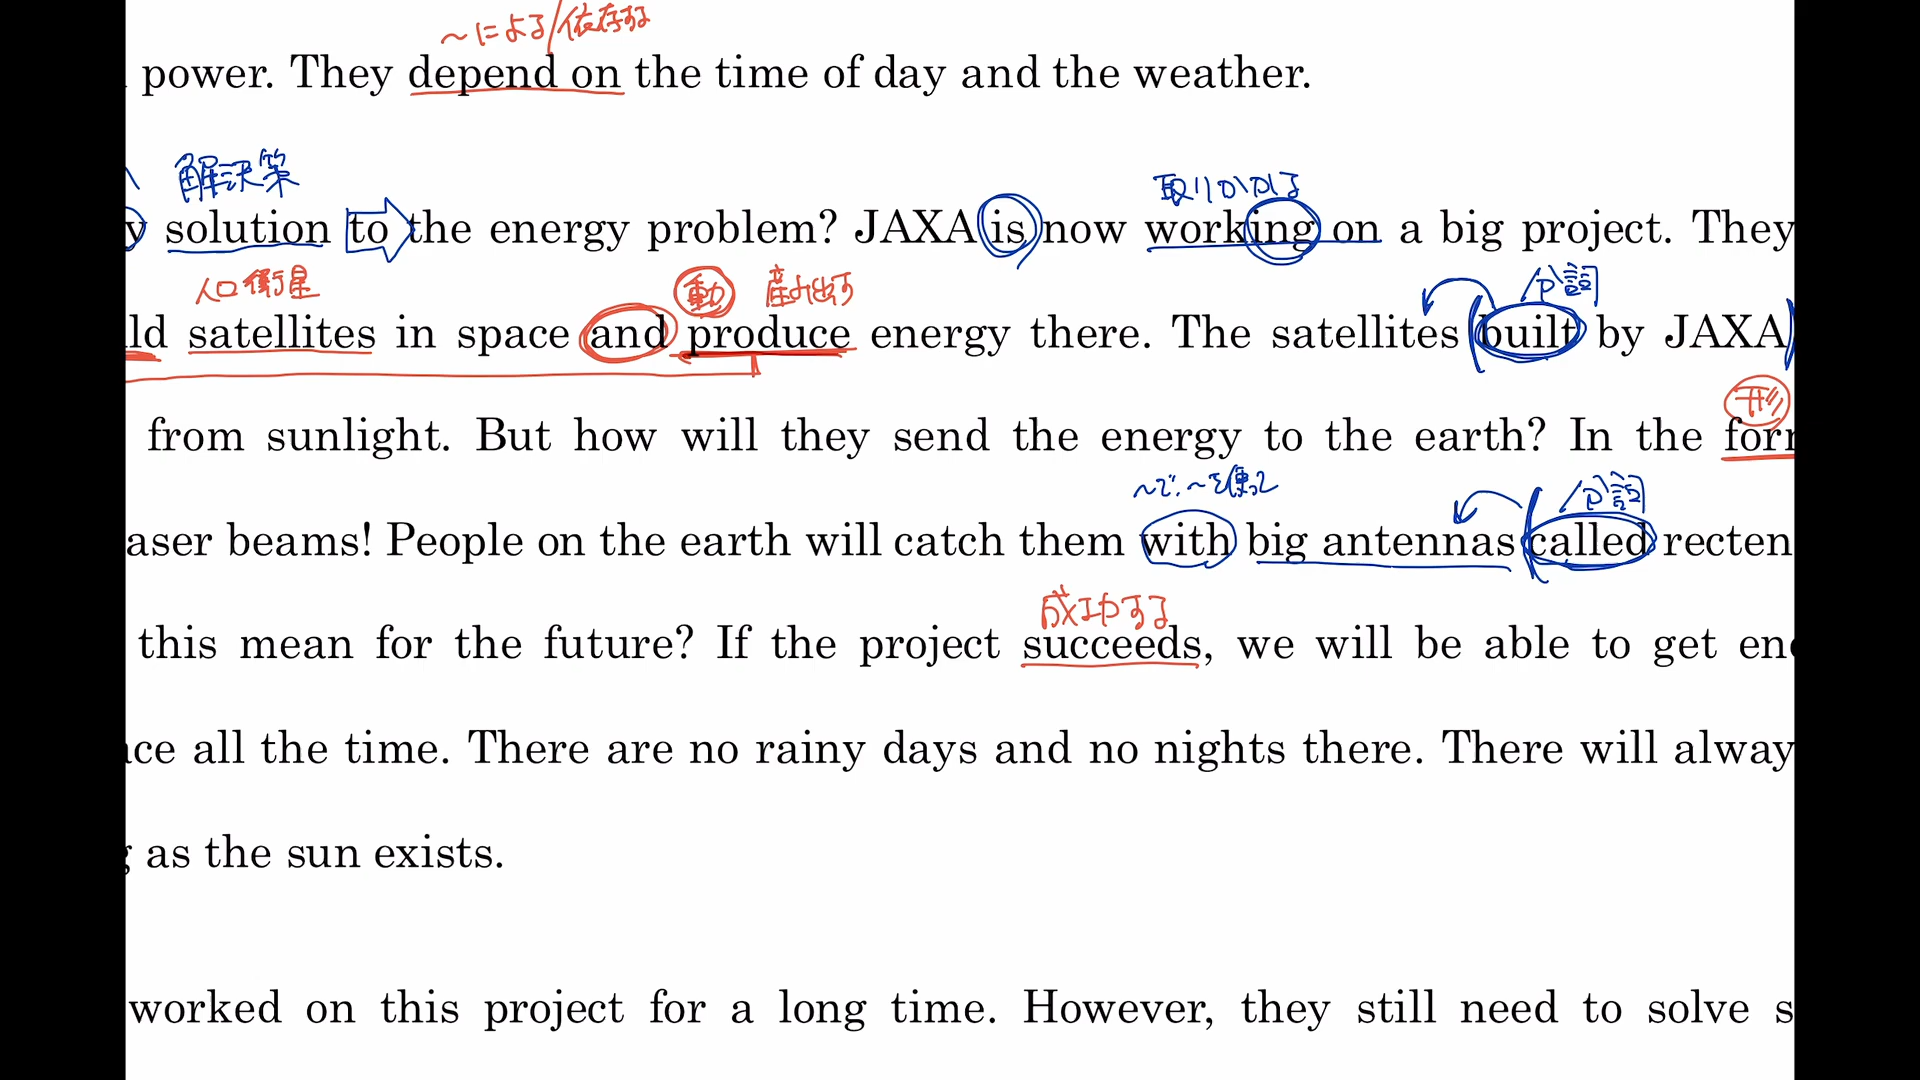 ～による/依存する
power. They depend on the time of day and the weather.
解決策 取りかかる
solution to the energy problem? JAXA is now working on a big project. They
人口衛星 動 産み出す 分詞
satellites in space and produce energy there. The satellites built by JAXA
形
from sunlight. But how will they send the energy to the earth? In the
～で、～を使って 分詞
aser beams! People on the earth will catch them with big antennas called recten
成功する
this mean for the future? If the project succeeds, we will be able to get
ce all the time. There are no rainy days and no nights there. There will alway
as the sun exists.
worked on this project for a long time. However, they still need to solve s